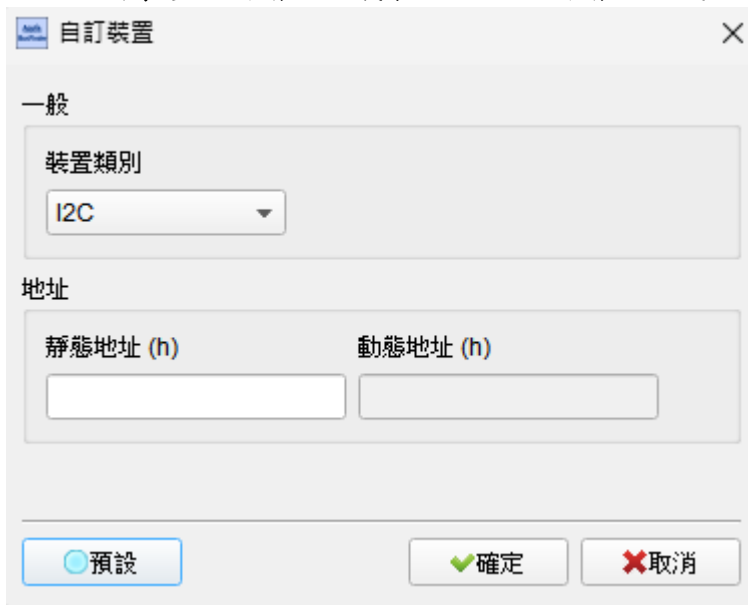 自訂裝置
一般
裝置類別
I2C
地址
靜態地址 (h) 動態地址 (h)
預設 確定 取消